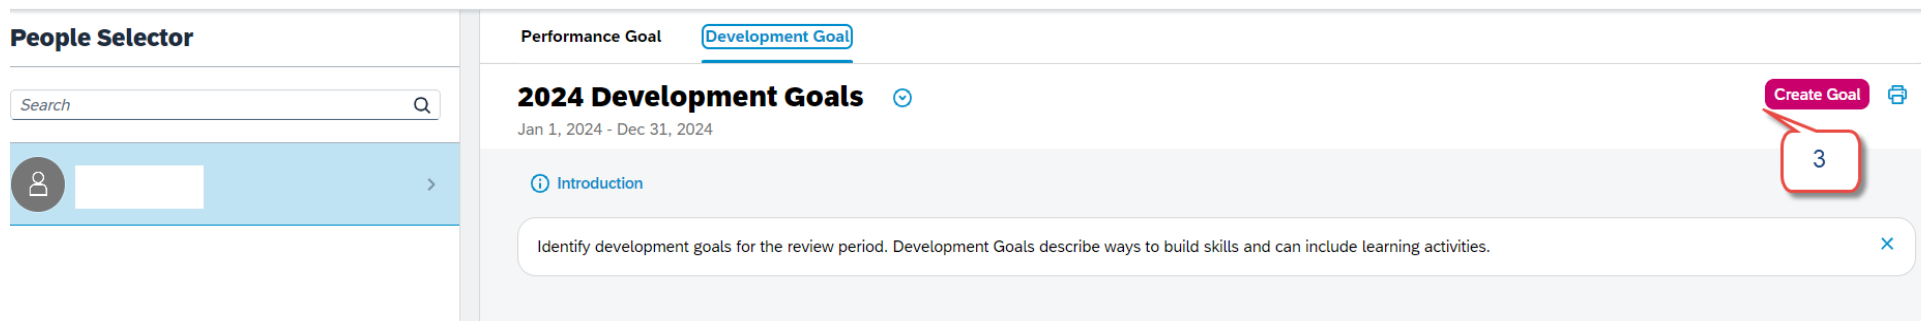 People Selector
Search
Performance Goal
Development Goal
2024 Development Goals
Create Goal
Jan 1, 2024 - Dec 31, 2024
3
Introduction
Identify development goals for the review period. Development Goals describe ways to build skills and can include learning activities.